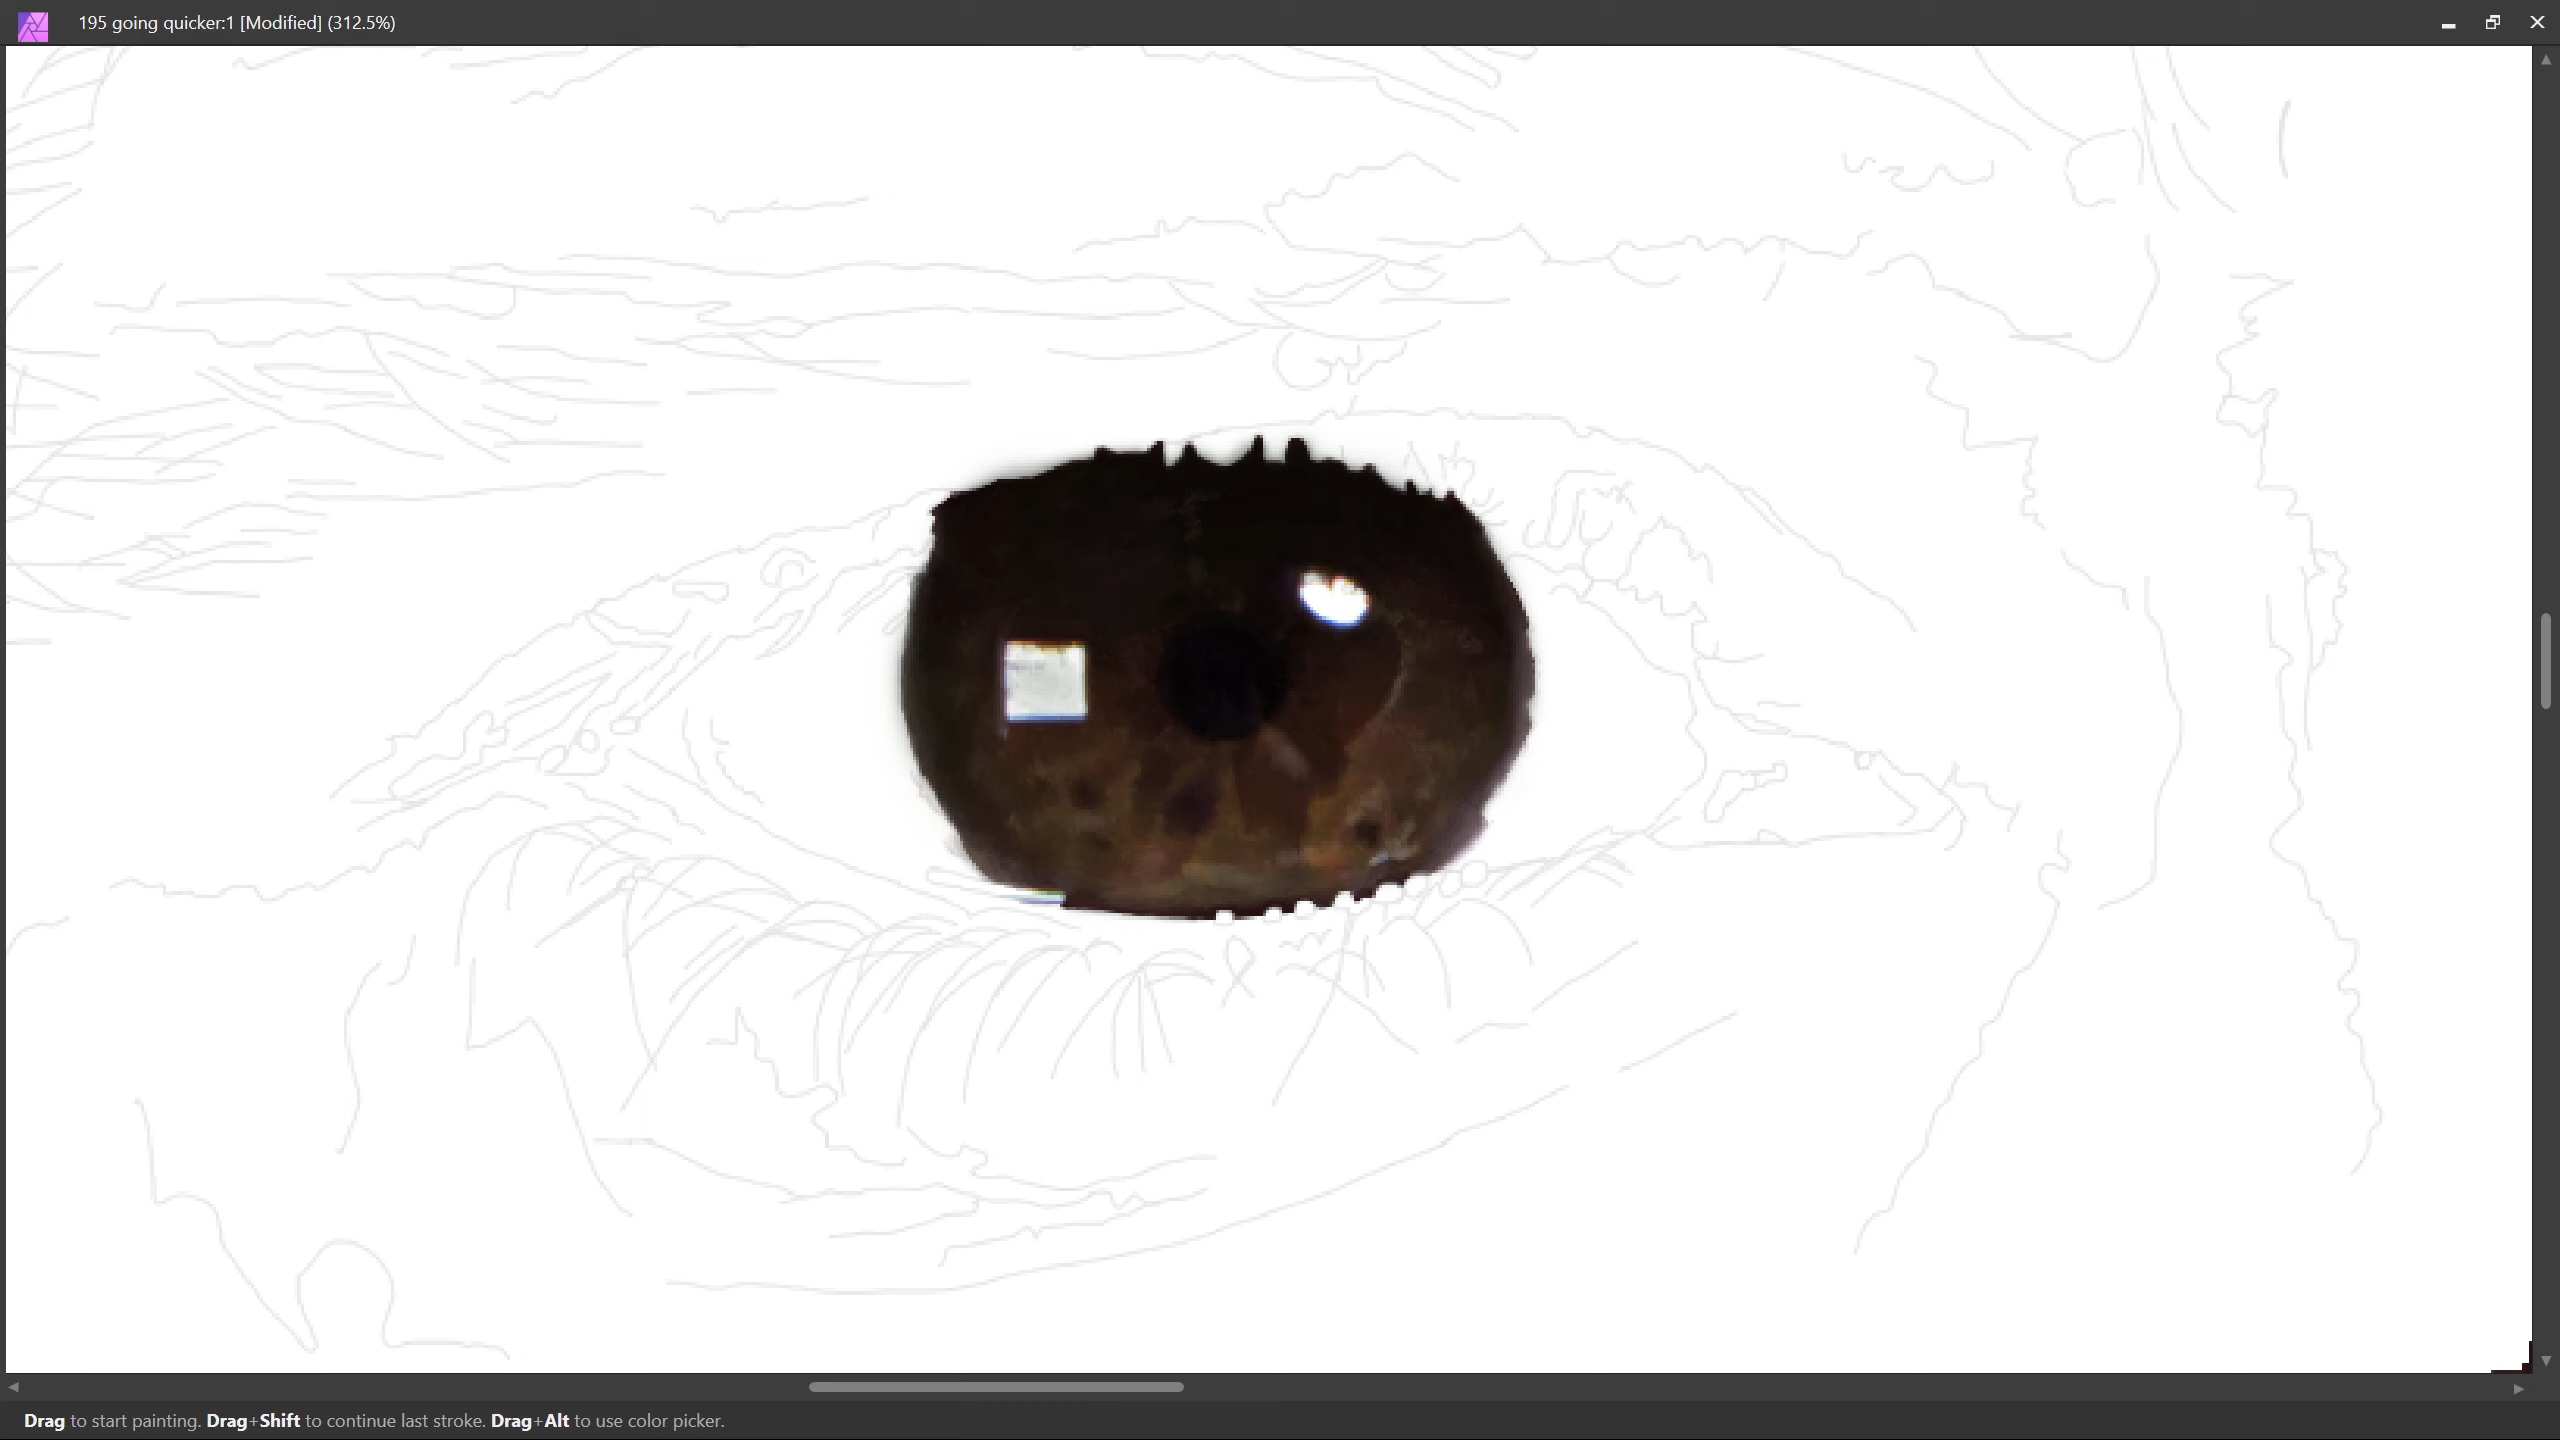 195 going quicker:1 [Modified] (312.5%)
Drag to start painting. Drag+Shift to continue last stroke. Drag+Alt to use color picker.